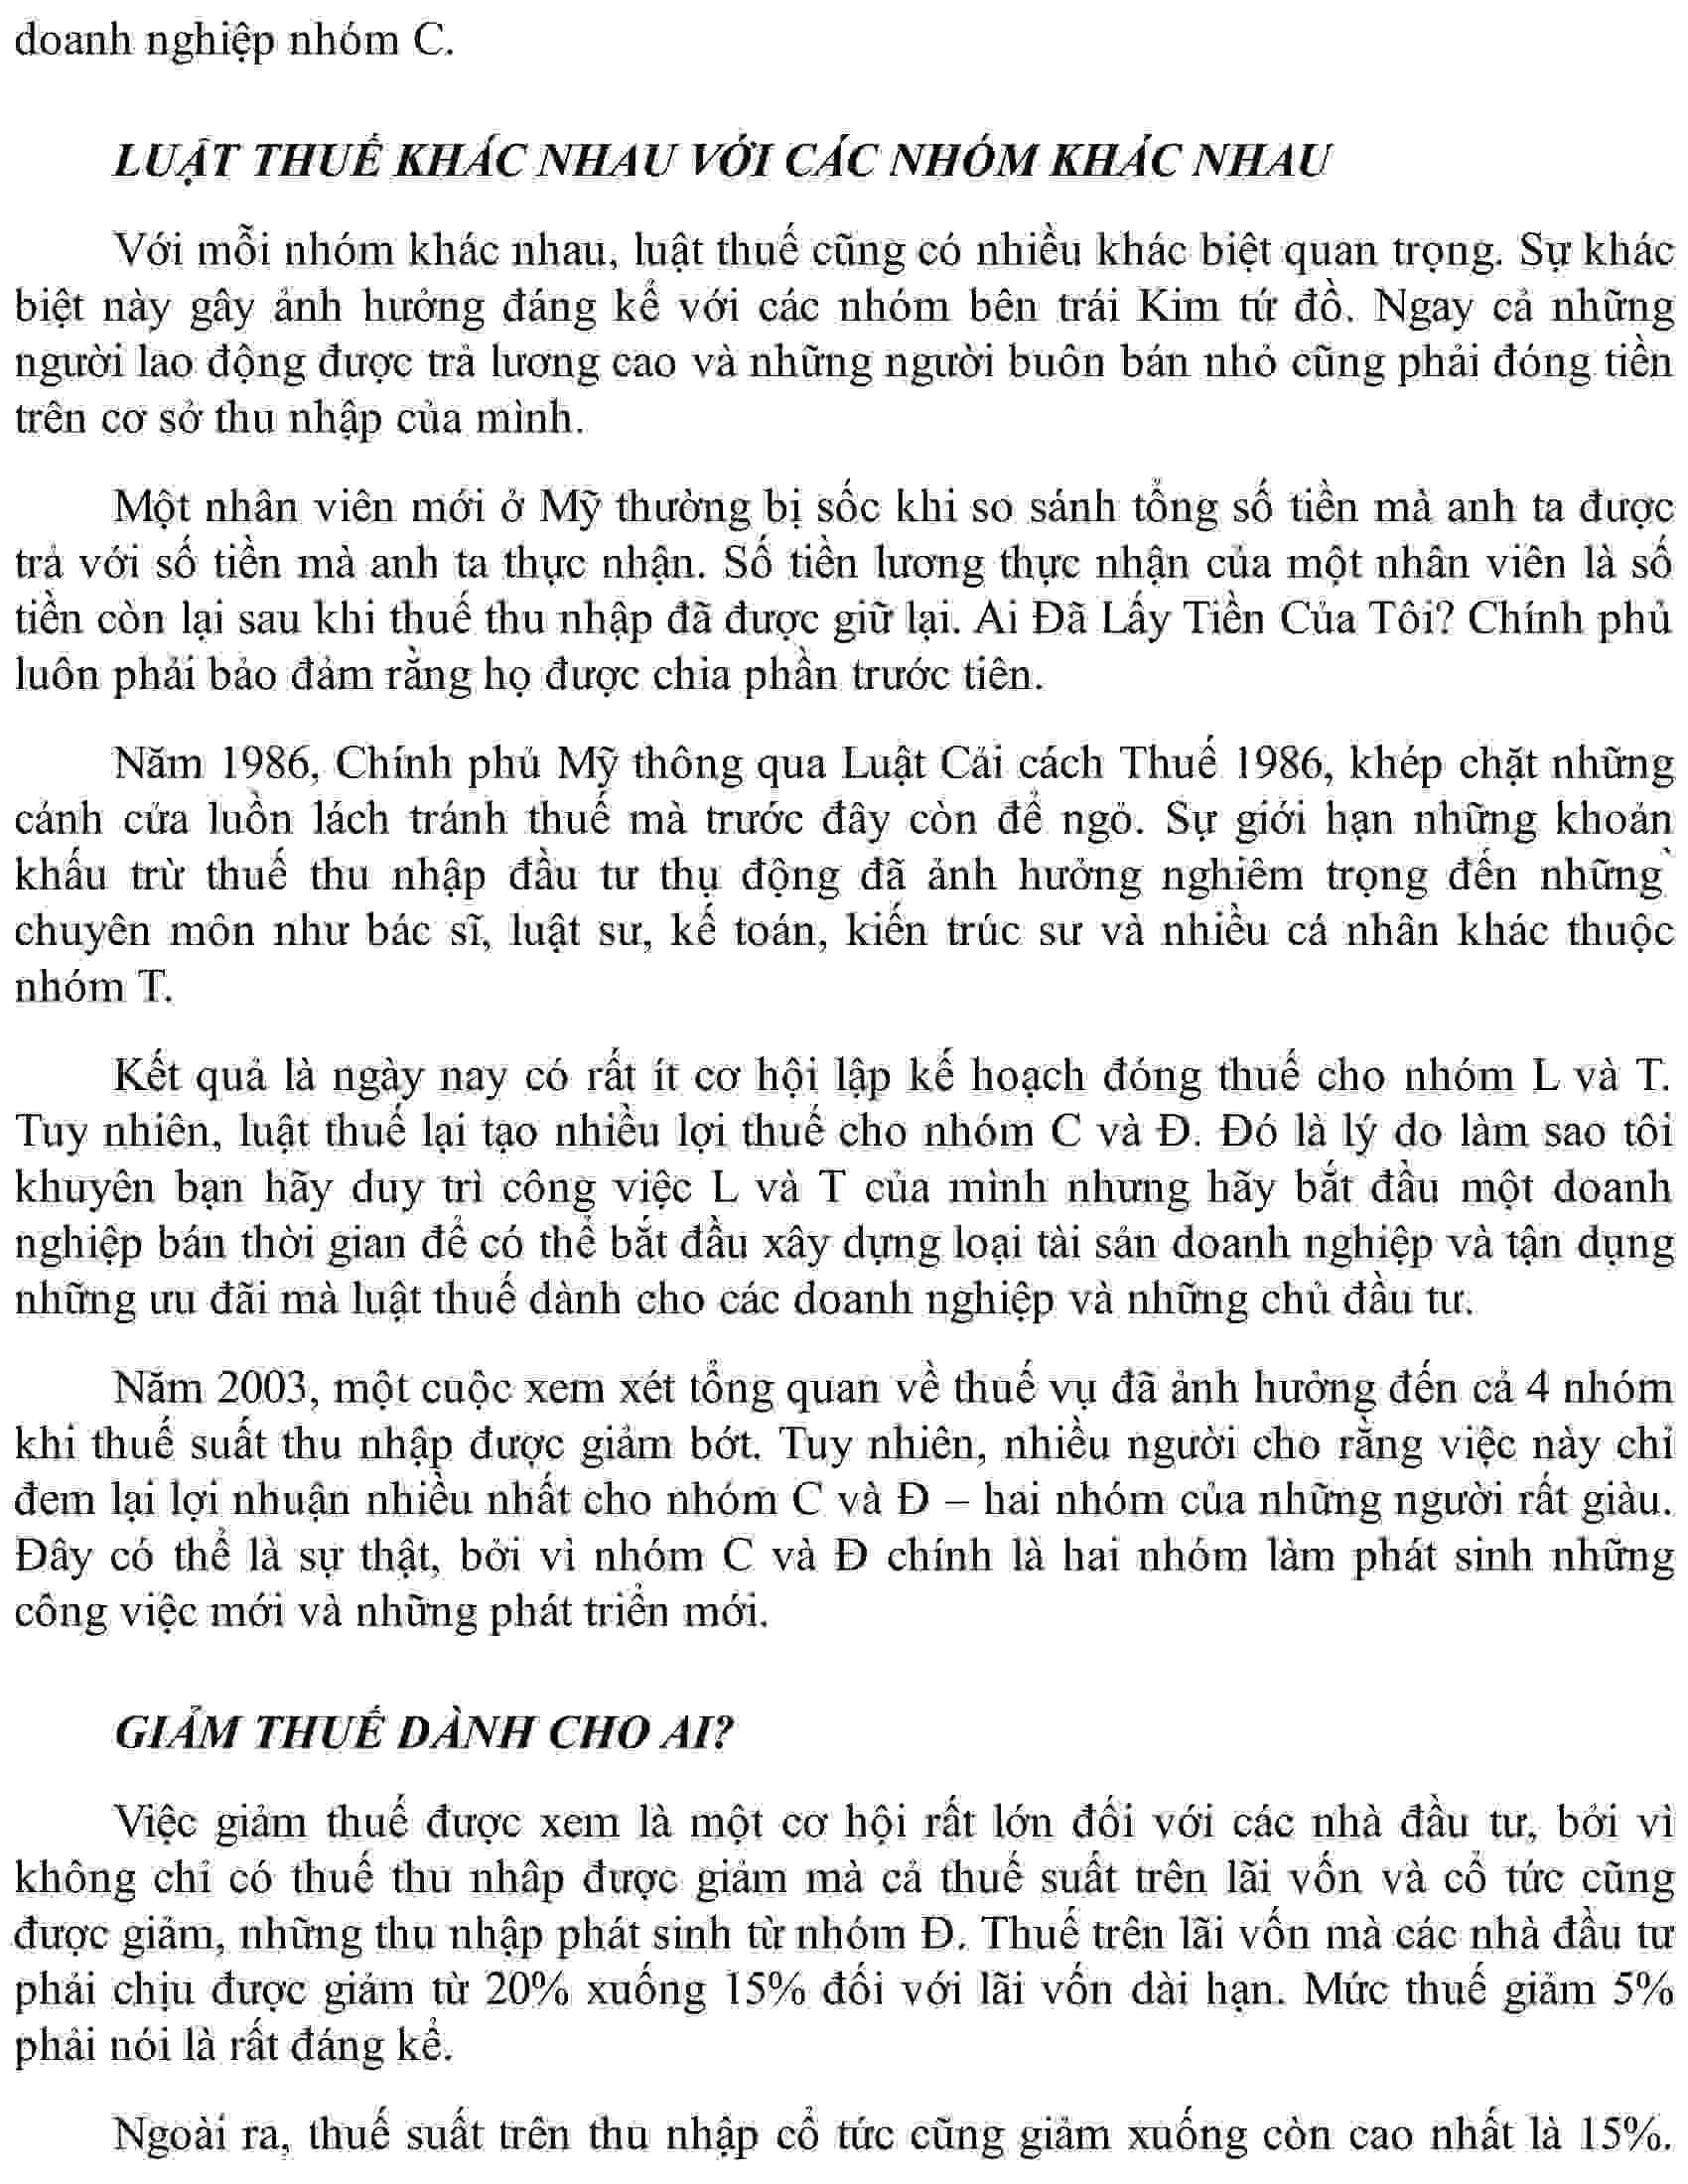 doanh nghiệp nhóm C.
LUẬT THUẾ KHÁC NHAU VỚI CÁC NHÓM KHÁC NHAU
Với mỗi nhóm khác nhau, luật thuế cũng có nhiều khác biệt quan trọng. Sự khác
biệt này gây ảnh hưởng đáng kể với các nhóm bên trái Kim tứ đồ. Ngay cả những
người lao động được trả lương cao và những người buôn bán nhỏ cũng phải đóng tiền
trên cơ sở thu nhập của mình.
Một nhân viên mới ở Mỹ thường bị sốc khi so sánh tổng số tiền mà anh ta được
trả với số tiền mà anh ta thực nhận. Số tiền lương thực nhận của một nhân viên là số
tiền còn lại sau khi thuế thu nhập đã được giữ lại. Ai Đã Lấy Tiền Của Tôi? Chính phủ
luôn phải bảo đảm rằng họ được chia phần trước tiên.
Năm 1986, Chính phủ Mỹ thông qua Luật Cải cách Thuế 1986, khép chặt những
cánh cửa luồn lách tránh thuế mà trước đây còn để ngỏ. Sự giới hạn những khoản
khấu trừ thuế thu nhập đầu tư thụ động đã ảnh hưởng nghiêm trọng đến những
chuyên môn như bác sĩ, luật sư, kế toán, kiến trúc sư và nhiều cá nhân khác thuộc
nhóm T.
Kết quả là ngày nay có rất ít cơ hội lập kế hoạch đóng thuế cho nhóm L và T.
Tuy nhiên, luật thuế lại tạo nhiều lợi thuế cho nhóm C và Đ. Đó là lý do làm sao tôi
khuyên bạn hãy duy trì công việc L và T của mình nhưng hãy bắt đầu một doanh
nghiệp bán thời gian để có thể bắt đầu xây dựng loại tài sản doanh nghiệp và tận dụng
những ưu đãi mà luật thuế dành cho các doanh nghiệp và những chủ đầu tư.
Năm 2003, một cuộc xem xét tổng quan về thuế vụ đã ảnh hưởng đến cả 4 nhóm
khi thuế suất thu nhập được giảm bớt. Tuy nhiên, nhiều người cho rằng việc này chỉ
đem lại lợi nhuận nhiều nhất cho nhóm C và Đ – hai nhóm của những người rất giàu.
Đây có thể là sự thật, bởi vì nhóm C và Đ chính là hai nhóm làm phát sinh những
công việc mới và những phát triển mới.
GIẢM THUẾ DÀNH CHO AI?
Việc giảm thuế được xem là một cơ hội rất lớn đối với các nhà đầu tư, bởi vì
không chỉ có thuế thu nhâp được giảm mà cả thuế suất trên lãi vốn và cổ tức cũng
được giảm, những thu nhập phát sinh từ nhóm Đ. Thuế trên lãi vốn mà các nhà đầu tư
phải chịu được giảm từ 20% xuống 15% đối với lãi vốn dài hạn. Mức thuế giảm 5%
phải nói là rất đáng kể.
Ngoài ra, thuế suất trên thu nhập cổ tức cũng giảm xuống còn cao nhất là 15%.